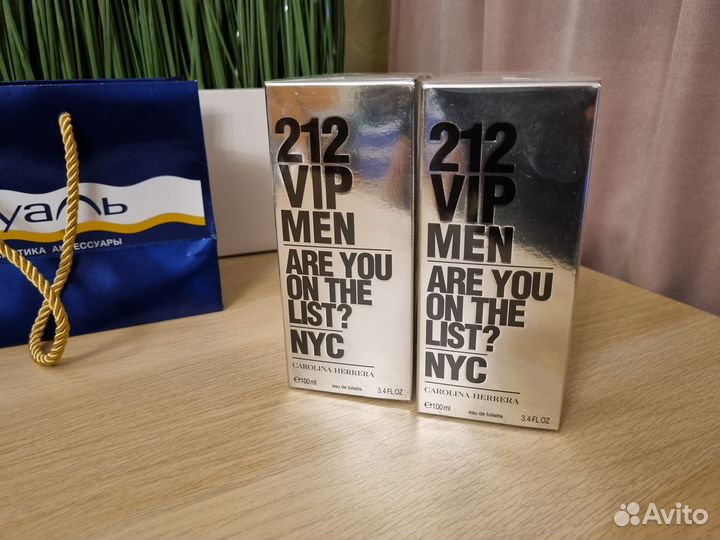 уаль
ТИКА АКСЕССУАРЫ
212
VIP
MEN
ARE YOU
ON THE
LIST?
NYC
CAROLINA HERRERA
℮100ml eau de toilette 3.4 FL OZ
212
VIP
MEN
ARE YOU
ON THE
LIST?
NYC
CAROLINA HERRERA
℮100ml eau de toilette 3.4 FL OZ
Avito